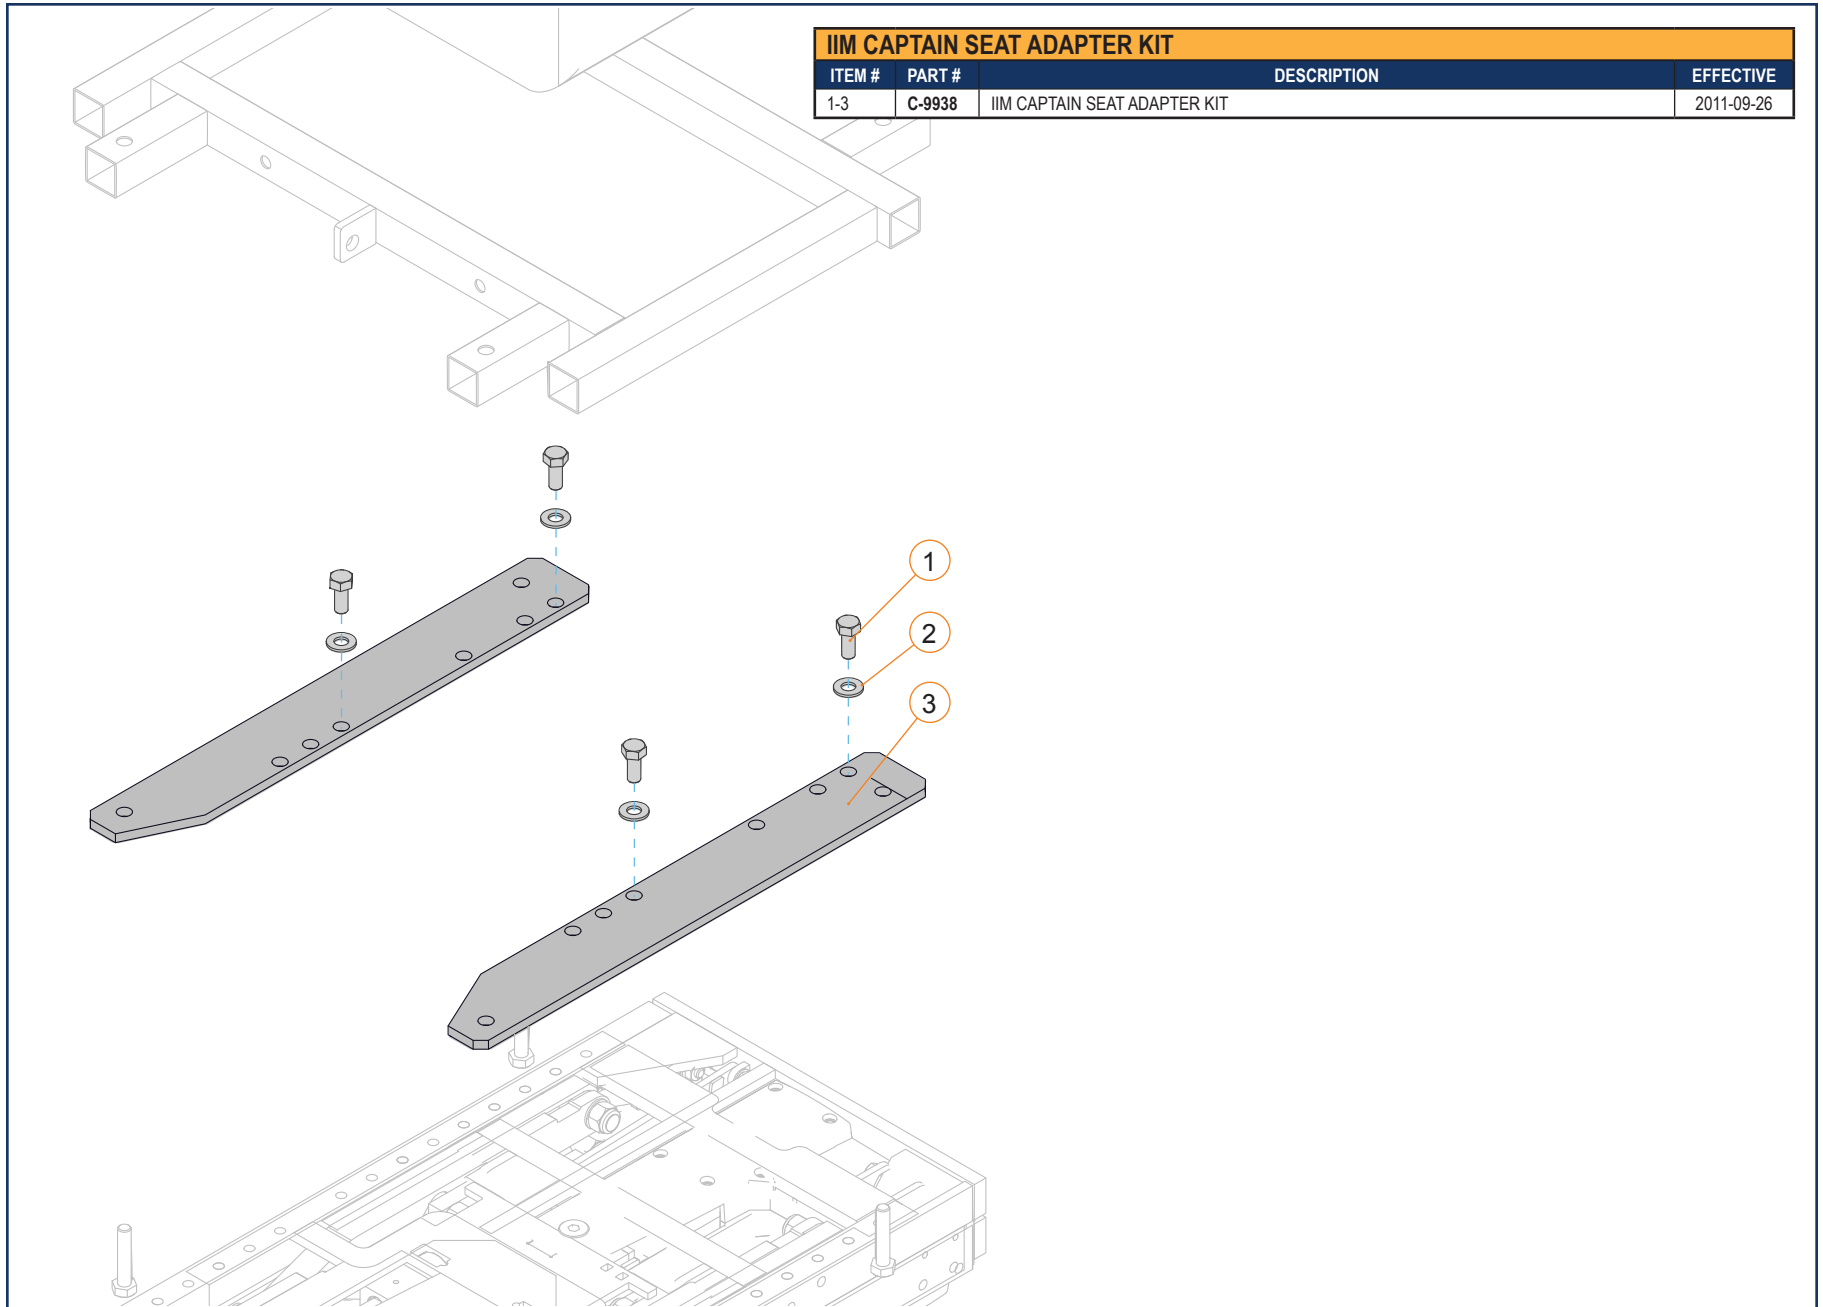 IIM CAPTAIN SEAT ADAPTER KIT
ITEM # PART # DESCRIPTION EFFECTIVE
1-3 C-9938 IIM CAPTAIN SEAT ADAPTER KIT 2011-09-26
1
2
3